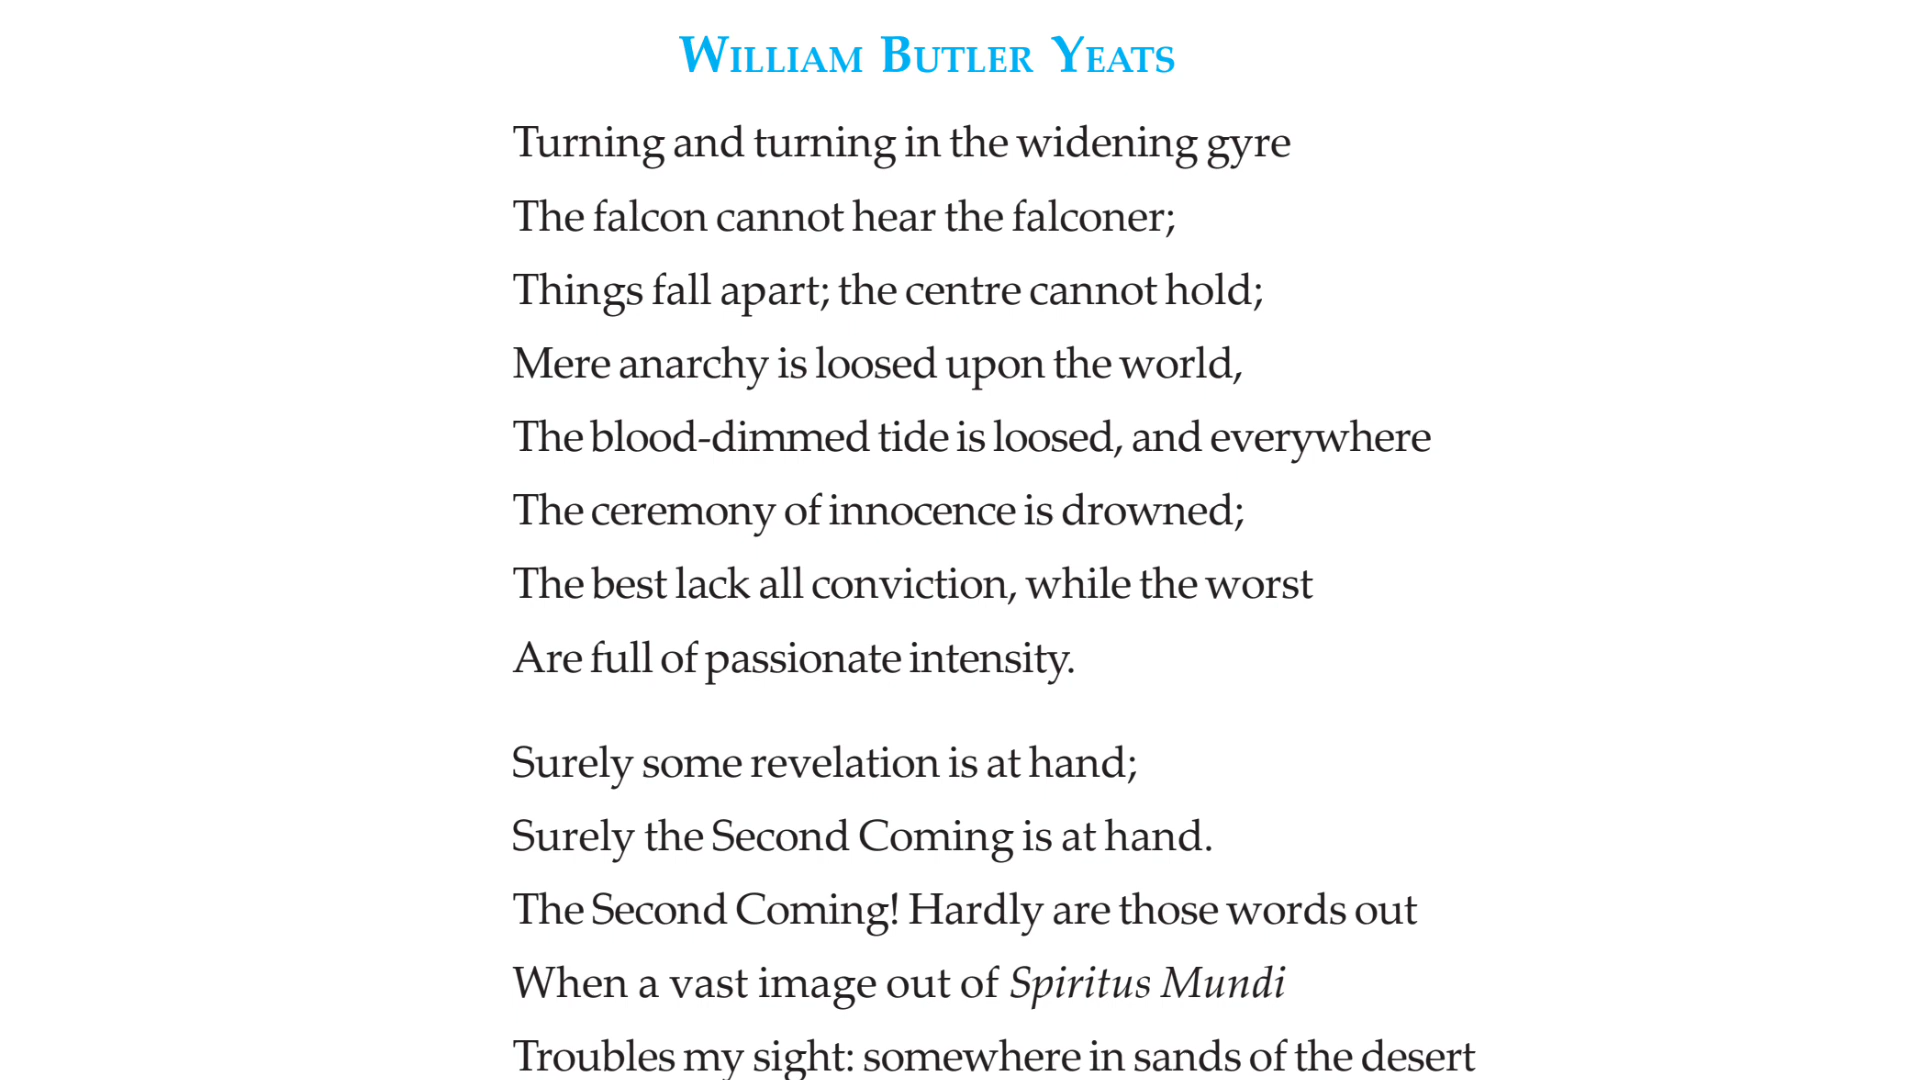 William Butler Yeats
Turning and turning in the widening gyre
The falcon cannot hear the falconer;
Things fall apart; the centre cannot hold;
Mere anarchy is loosed upon the world,
The blood-dimmed tide is loosed, and everywhere
The ceremony of innocence is drowned;
The best lack all conviction, while the worst
Are full of passionate intensity.
Surely some revelation is at hand;
Surely the Second Coming is at hand.
The Second Coming! Hardly are those words out
When a vast image out of Spiritus Mundi
Troubles my sight: somewhere in sands of the desert